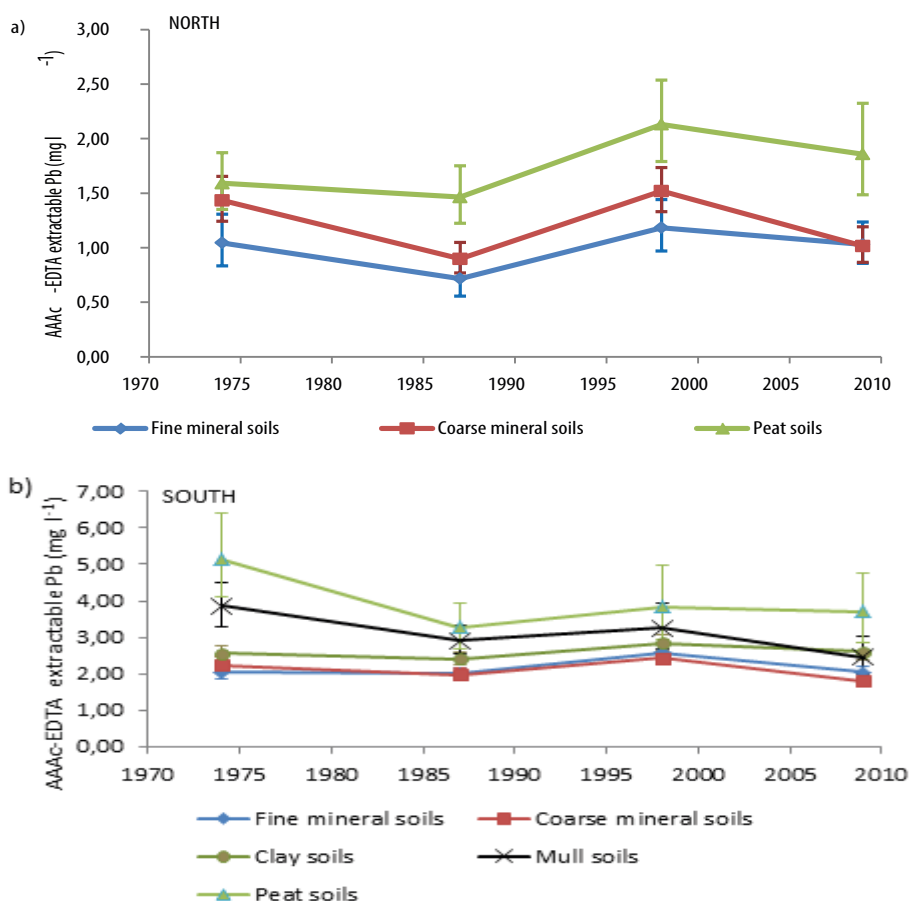 a)
NORTH
AAAc -EDTA extractable Pb (mg l -1)
3,00
2,50
2,00
1,50
1,00
0,50
0,00
1970 1975 1980 1985 1990 1995 2000 2005 2010
Fine mineral soils Coarse mineral soils Peat soils
b)
SOUTH
AAAc-EDTA extractable Pb (mg l-1)
7,00
6,00
5,00
4,00
3,00
2,00
1,00
0,00
1970 1975 1980 1985 1990 1995 2000 2005 2010
Fine mineral soils Coarse mineral soils
Clay soils Mull soils
Peat soils